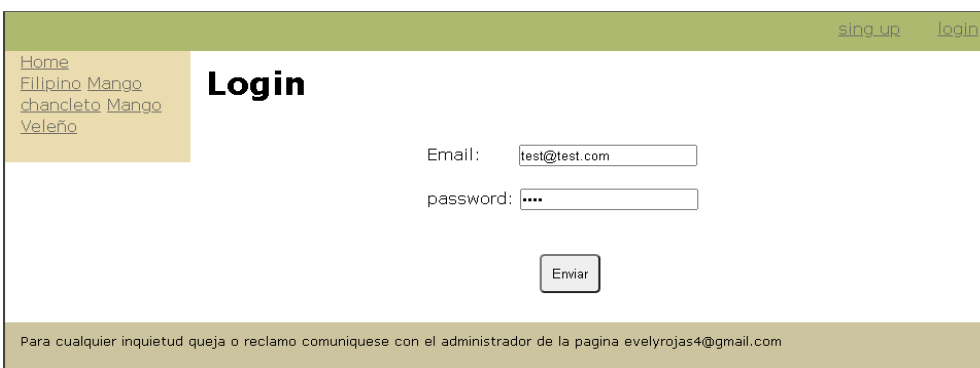 sing up login
Home
Filipino Mango
chancleto Mango
Veleño
Login
Email: test@test.com
password: ••••
Enviar
Para cualquier inquietud queja o reclamo comuniquese con el administrador de la pagina evelyrojas4@gmail.com